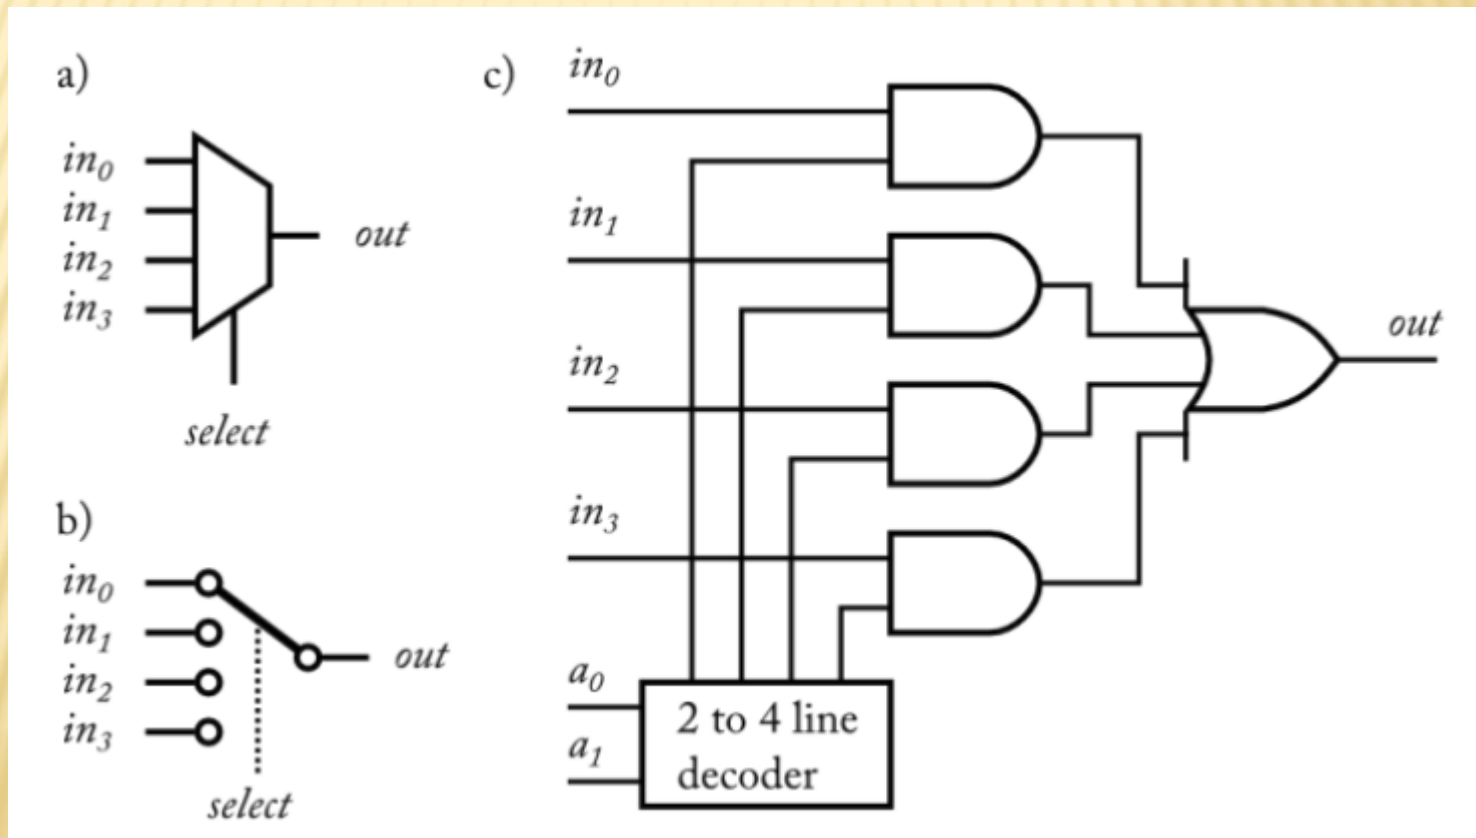 a)
in0
in1
in2
in3
out
select
b)
in0
in1
in2
in3
out
select
c)
in0
in1
in2
in3
a0
a1
2 to 4 line
decoder
out